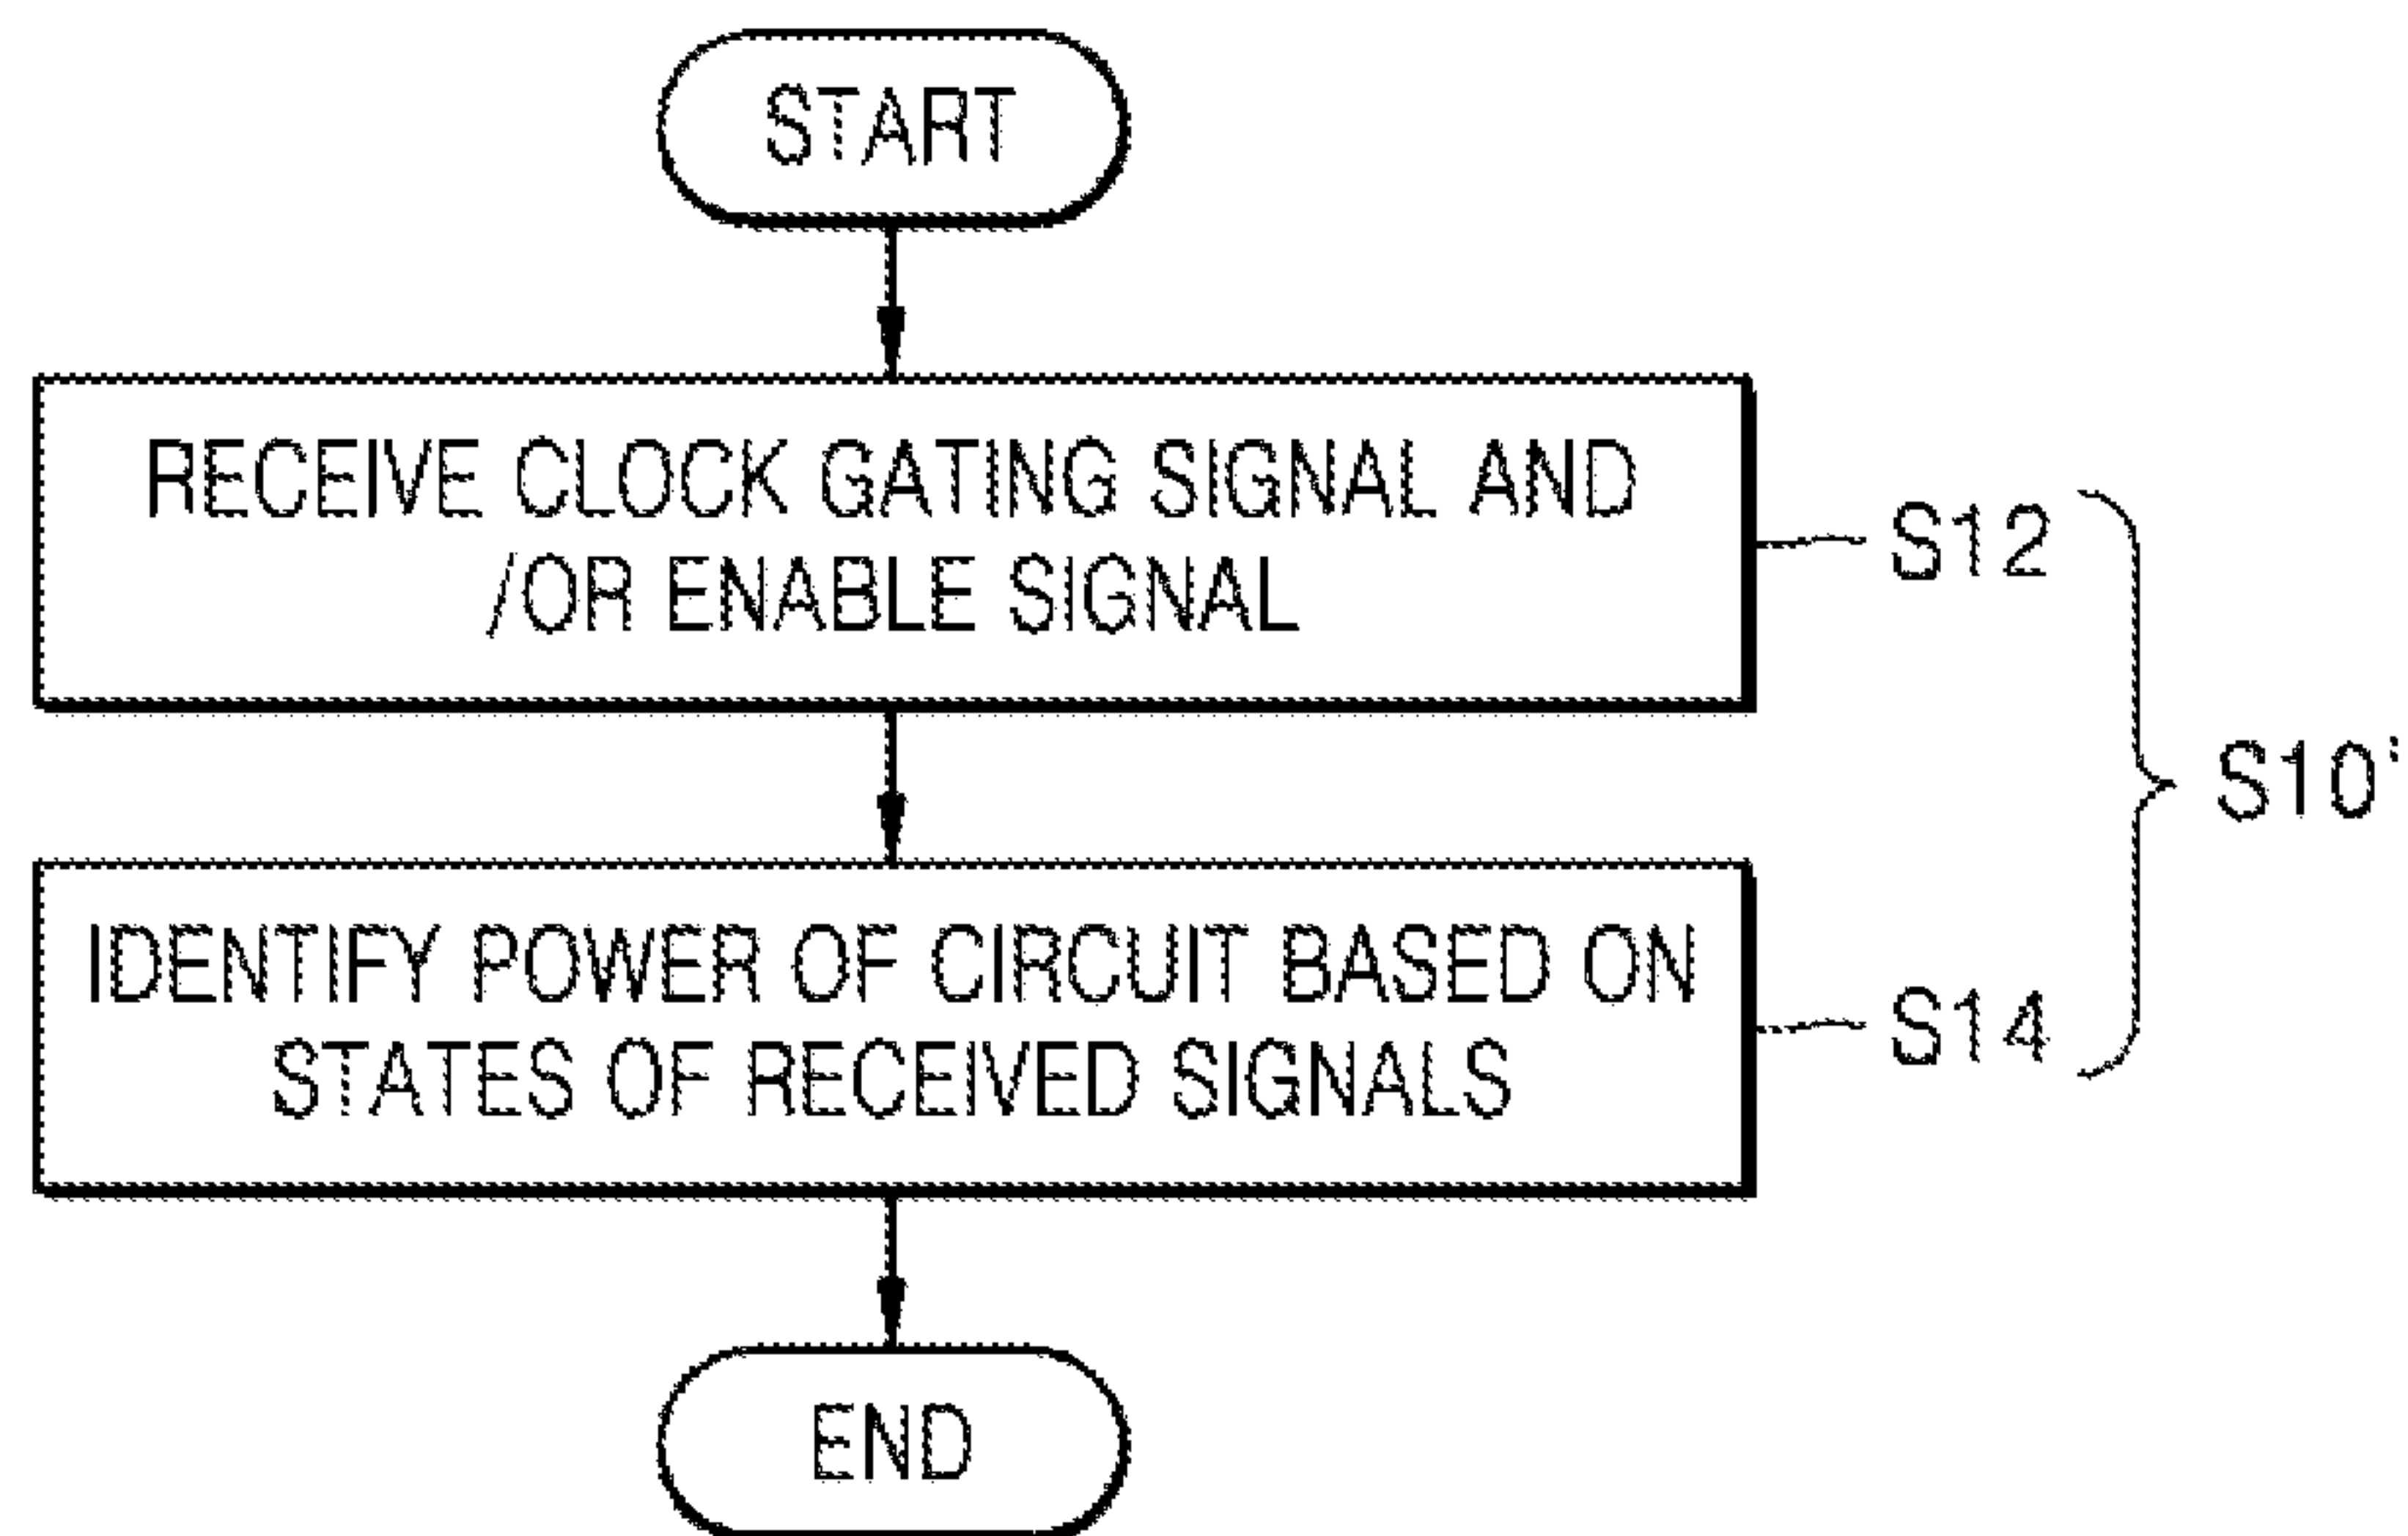 START
RECEIVE CLOCK GATING SIGNAL AND
/OR ENABLE SIGNAL
S12
S10'
IDENTIFY POWER OF CIRCUIT BASED ON
STATES OF RECEIVED SIGNALS
S14
END